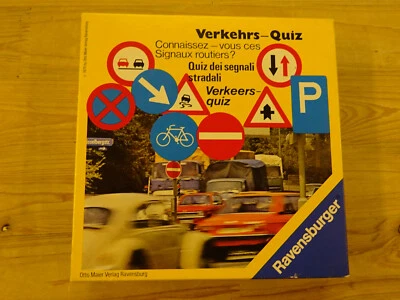 Verkehrs-Quiz
Connaissez-vous ces
Signaux routiers?
Quiz dei segnali
stradali
Verkeers-
quiz
P
Ravensburger
Otto Maier Verlag Ravensburg